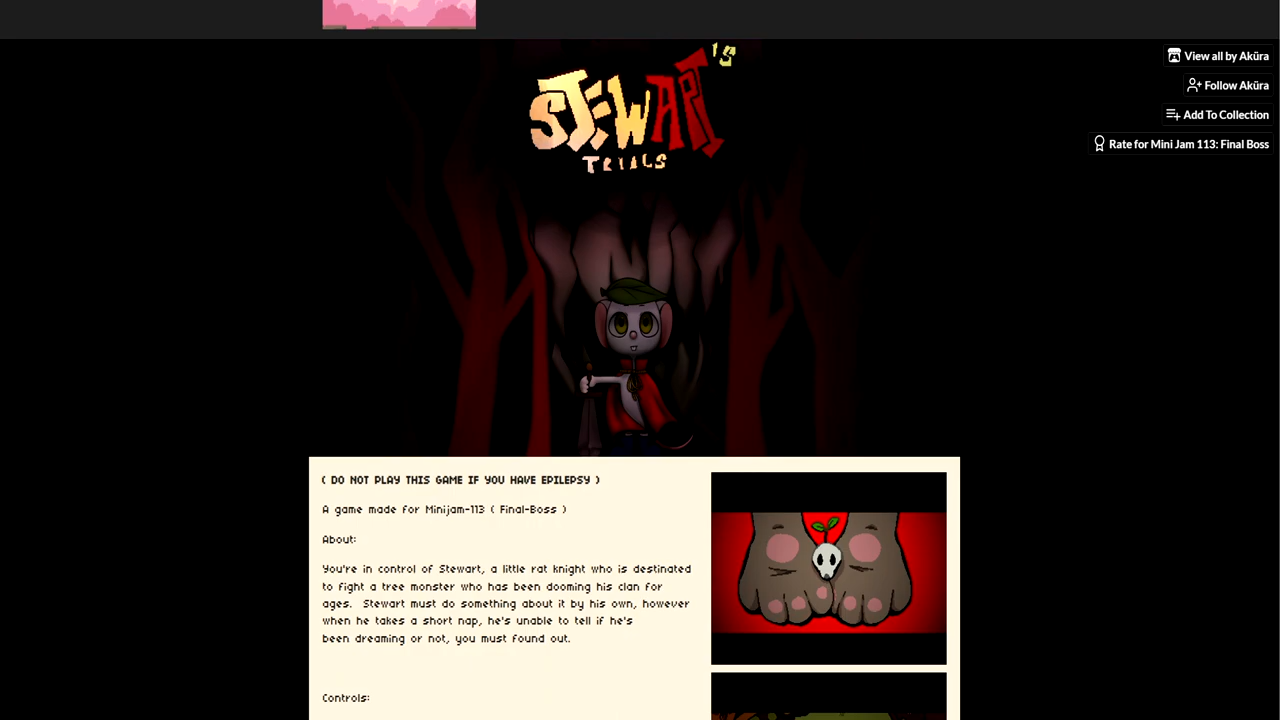 View all by Akūra
Follow Akūra
Add To Collection
Rate for Mini Jam 113: Final Boss
STEWART'S
TRIALS
( DO NOT PLAY THIS GAME IF YOU HAVE EPILEPSY )
A game made for Minijam-113 ( Final-Boss )
About:
You're in control of Stewart, a little rat knight who is destinated
to fight a tree monster who has been dooming his clan for
ages. Stewart must do something about it by his own, however
when he takes a short nap, he's unable to tell if he's
been dreaming or not, you must found out.
Controls: